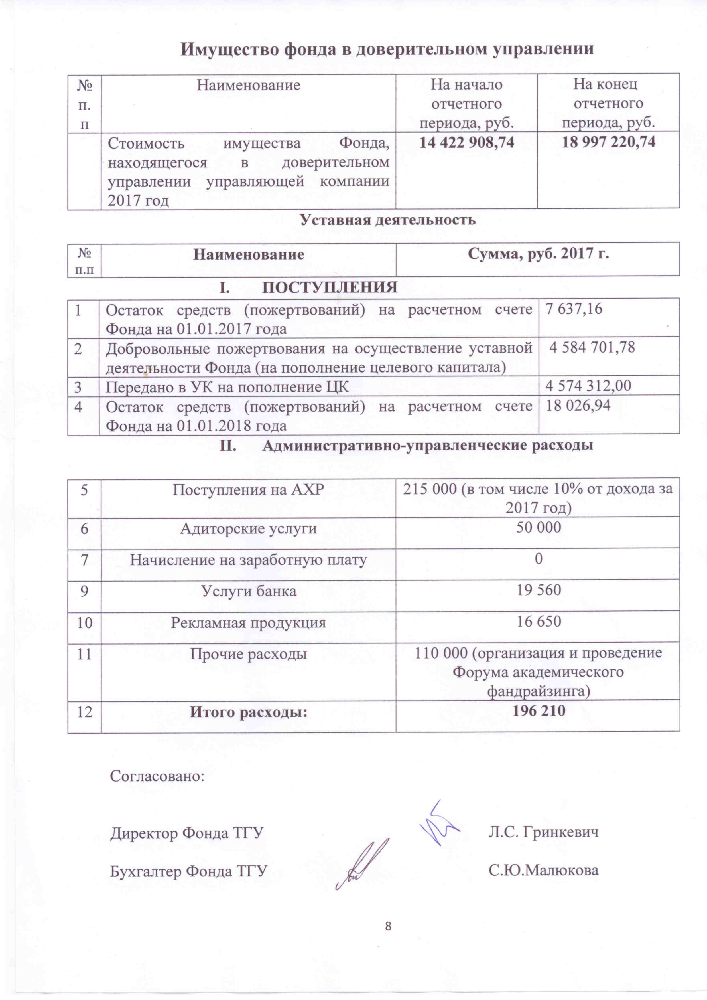 Имущество фонда в доверительном управлении
№ п. п
Наименование
На начало отчетного периода, руб.
На конец отчетного периода, руб.
Стоимость имущества Фонда,
находящегося в доверительном
управлении управляющей компании
2017 год
14 422 908,74
18 997 220,74
Уставная деятельность
№ п.п
Наименование
Сумма, руб. 2017 г.
I. ПОСТУПЛЕНИЯ
1
Остаток средств (пожертвований) на расчетном счете
Фонда на 01.01.2017 года
7 637,16
2
Добровольные пожертвования на осуществление уставной
деятельности Фонда (на пополнение целевого капитала)
4 584 701,78
3
Передано в УК на пополнение ЦК
4 574 312,00
4
Остаток средств (пожертвований) на расчетном счете
Фонда на 01.01.2018 года
18 026,94
II. Административно-управленческие расходы
5
Поступления на АХР
215 000 (в том числе 10% от дохода за
2017 год)
6
Адиторские услуги
50 000
7
Начисление на заработную плату
0
9
Услуги банка
19 560
10
Рекламная продукция
16 650
11
Прочие расходы
110 000 (организация и проведение
Форума академического
фандрайзинга)
12
Итого расходы:
196 210
Согласовано:
Директор Фонда ТГУ
Л.С. Гринкевич
Бухгалтер Фонда ТГУ
С.Ю.Малюкова
8